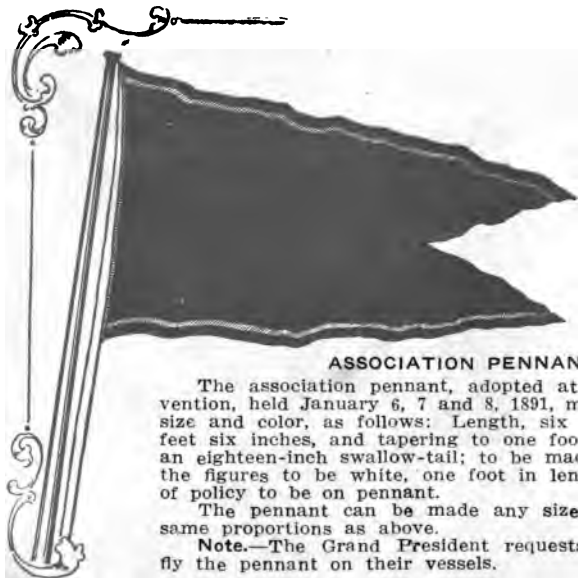 ASSOCIATION PENNAN
The association pennant, adopted at
vention, held January 6, 7 and 8, 1891, m
size and color, as follows: Length, six
feet six inches, and tapering to one foo
an eighteen-inch swallow-tail; to be mad
the figures to be white, one foot in len
of policy to be on pennant.
The pennant can be made any size
same proportions as above.
Note.—The Grand President requests
fly the pennant on their vessels.